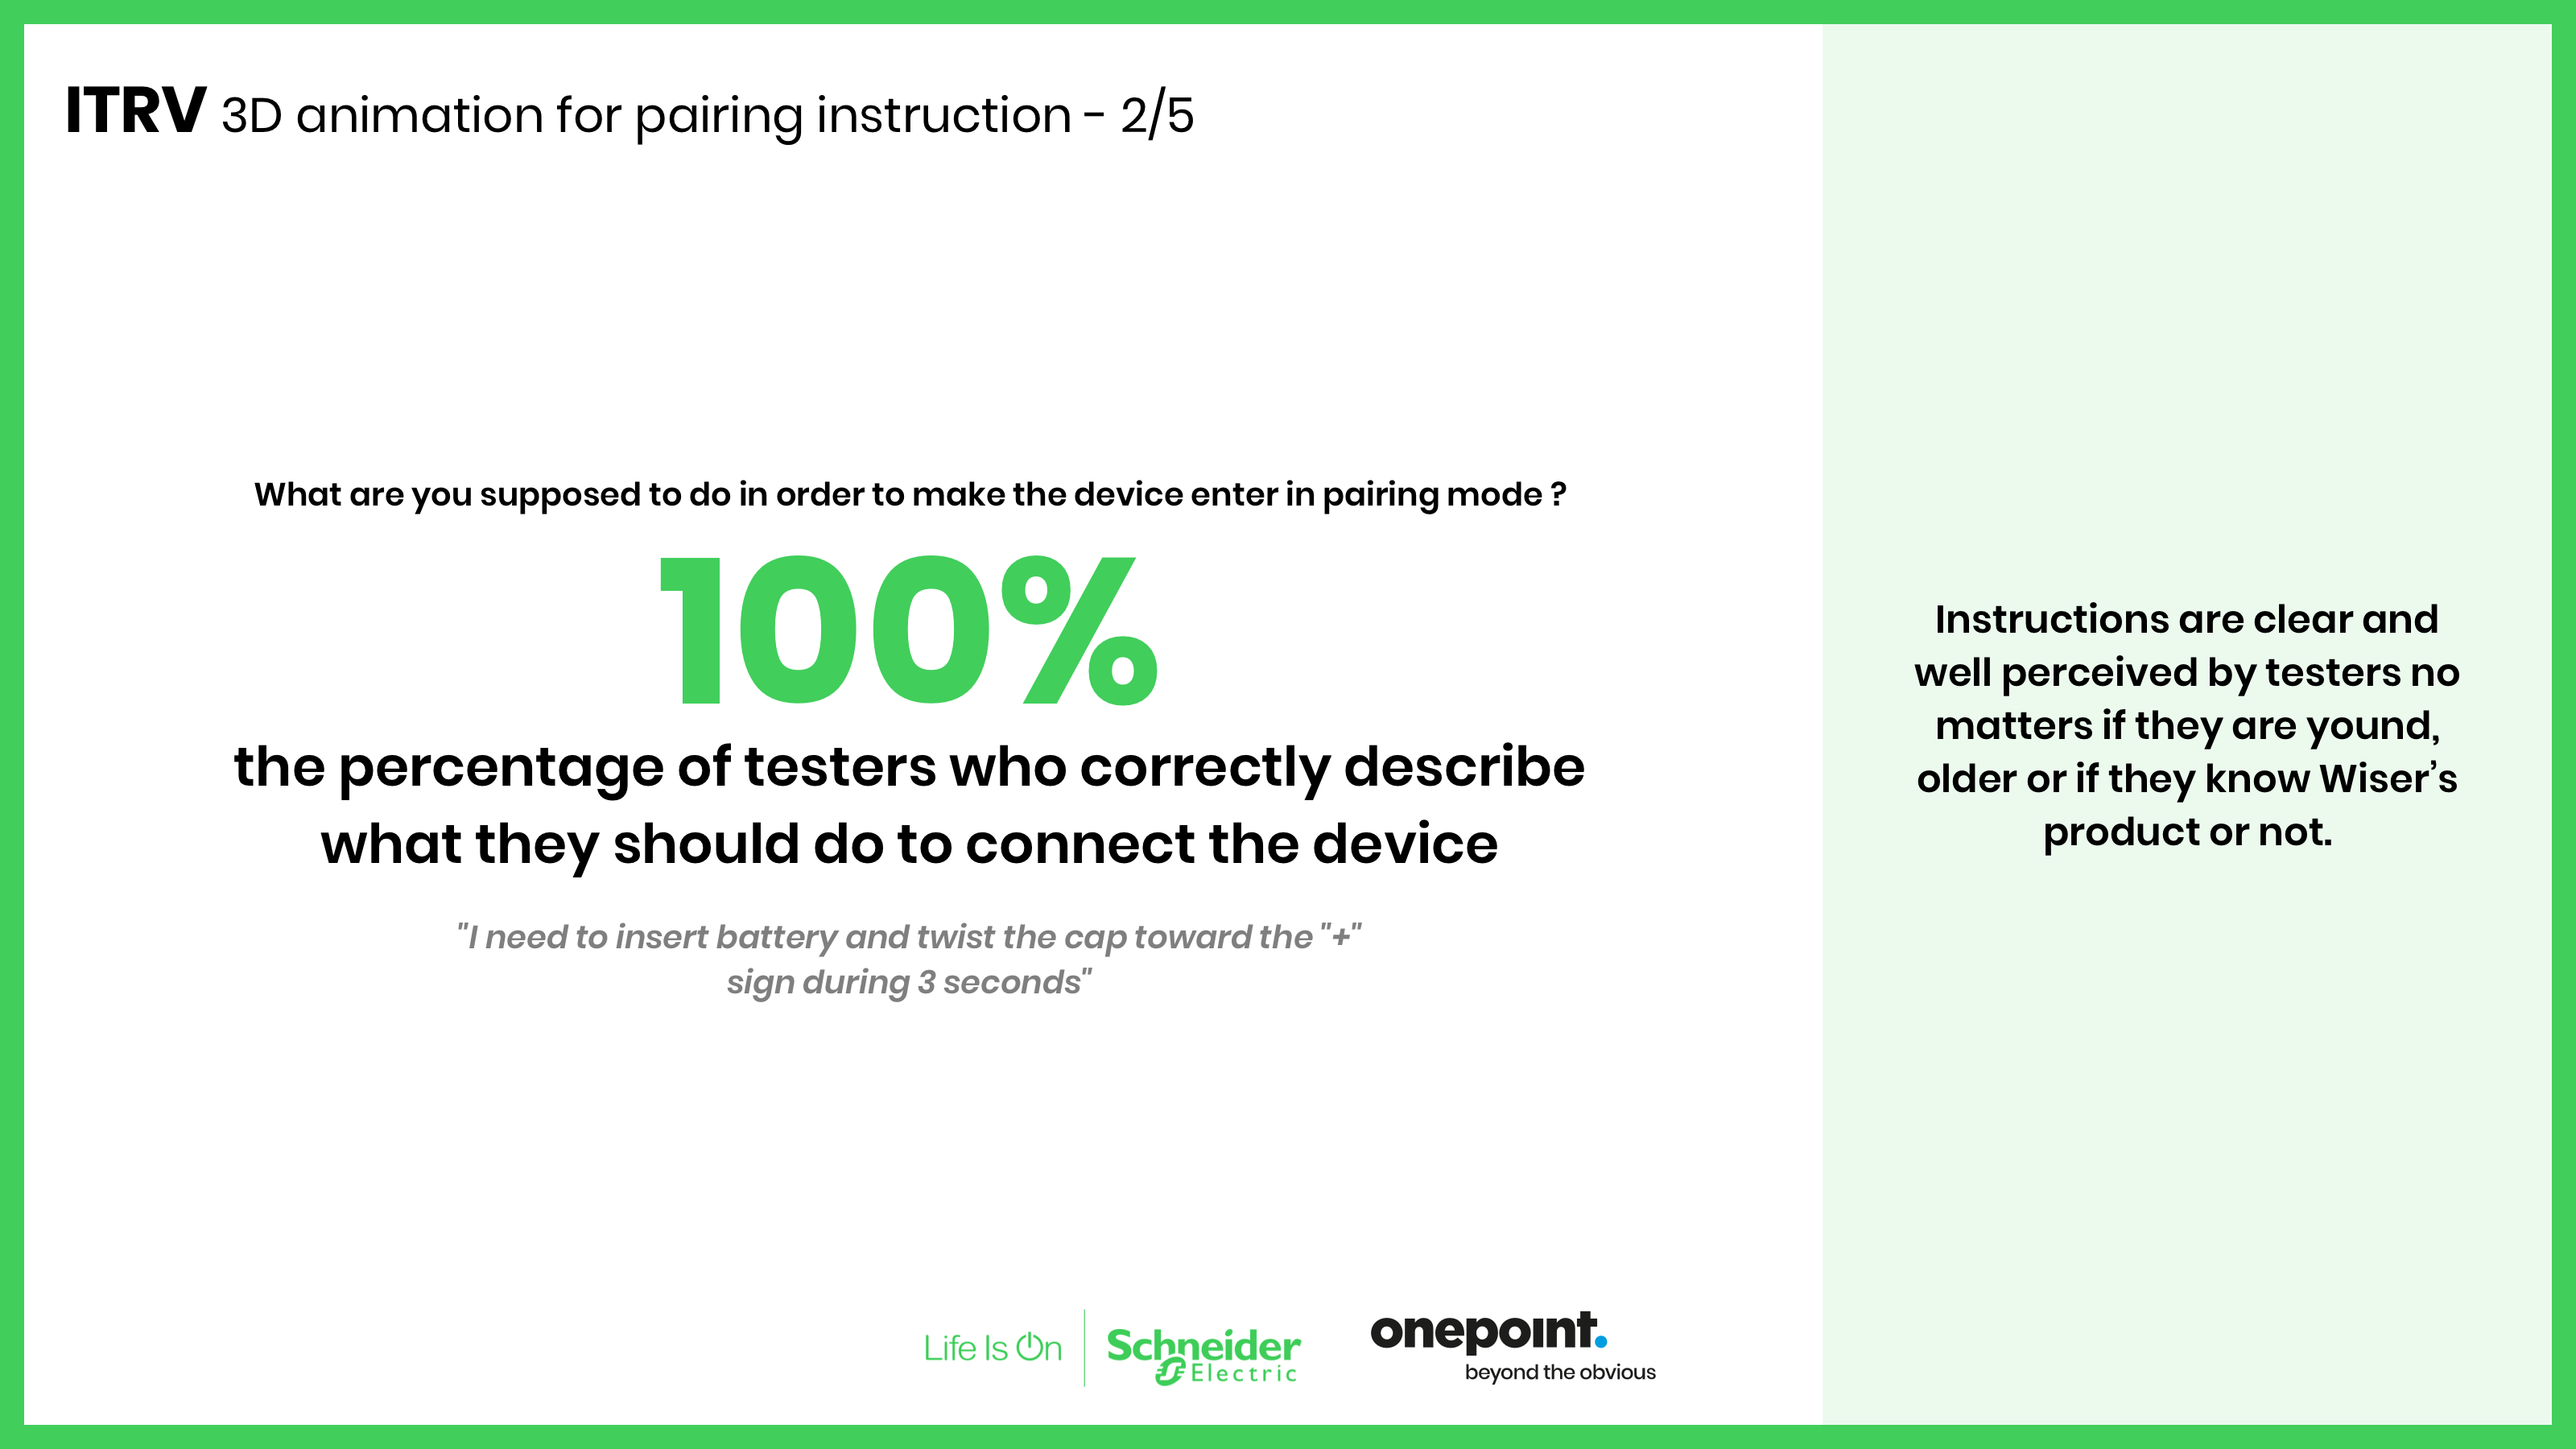 ITRV 3D animation for pairing instruction - 2/5
What are you supposed to do in order to make the device enter in pairing mode ?
100%
the percentage of testers who correctly describe
what they should do to connect the device
"I need to insert battery and twist the cap toward the "+"
sign during 3 seconds"
Instructions are clear and
well perceived by testers no
matters if they are yound,
older or if they know Wiser’s
product or not.
Life Is On
Schneider
Electric
onepoint.
beyond the obvious